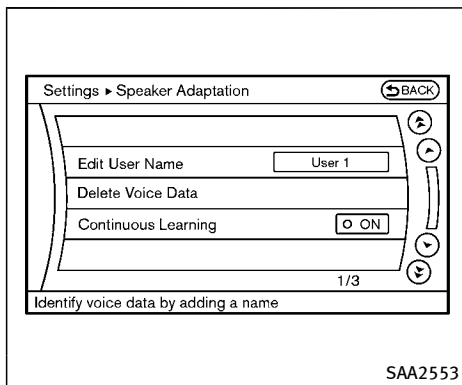 Settings ▸ Speaker Adaptation
BACK
Edit User Name User 1
Delete Voice Data
Continuous Learning ON
1/3
Identify voice data by adding a name
SAA2553